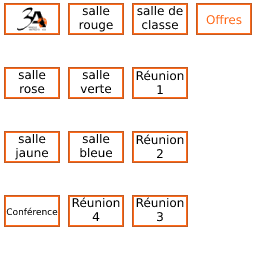 3A
salle
rouge
salle de
classe
Offres
salle
rose
salle
verte
Réunion
1
salle
jaune
salle
bleue
Réunion
2
Conférence
Réunion
4
Réunion
3